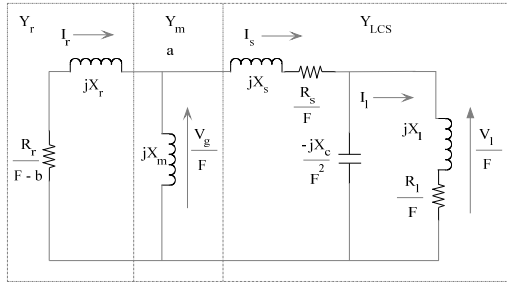 Y_r
Y_m
Y_LCS
I_r
a
I_s
jX_r
jX_s
R_s
F
I_l
R_r
F - b
jX_m
V_g
F
-jX_c
F^2
jX_l
R_l
F
V_l
F